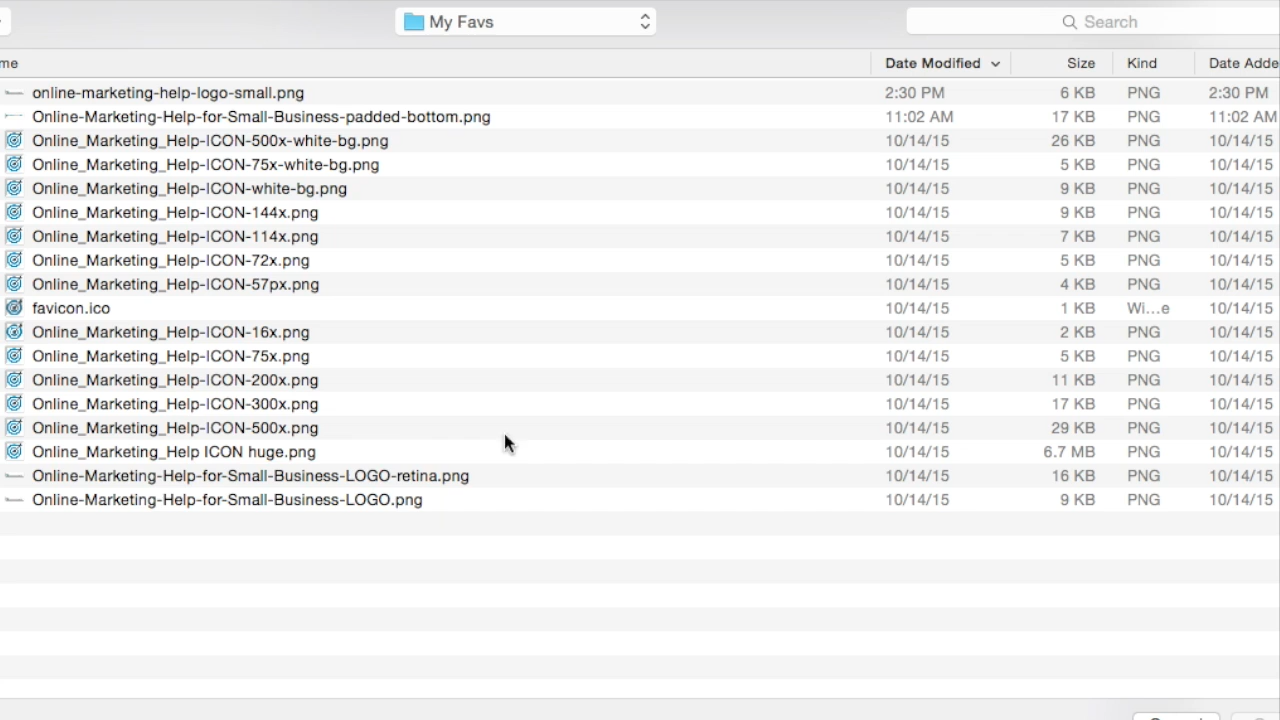 My Favs Search
me Date Modified Size Kind Date Adde
online-marketing-help-logo-small.png 2:30 PM 6 KB PNG 2:30 PM
Online-Marketing-Help-for-Small-Business-padded-bottom.png 11:02 AM 17 KB PNG 11:02 AM
Online_Marketing_Help-ICON-500x-white-bg.png 10/14/15 26 KB PNG 10/14/15
Online_Marketing_Help-ICON-75x-white-bg.png 10/14/15 5 KB PNG 10/14/15
Online_Marketing_Help-ICON-white-bg.png 10/14/15 9 KB PNG 10/14/15
Online_Marketing_Help-ICON-144x.png 10/14/15 9 KB PNG 10/14/15
Online_Marketing_Help-ICON-114x.png 10/14/15 7 KB PNG 10/14/15
Online_Marketing_Help-ICON-72x.png 10/14/15 5 KB PNG 10/14/15
Online_Marketing_Help-ICON-57px.png 10/14/15 4 KB PNG 10/14/15
favicon.ico 10/14/15 1 KB Wi...e 10/14/15
Online_Marketing_Help-ICON-16x.png 10/14/15 2 KB PNG 10/14/15
Online_Marketing_Help-ICON-75x.png 10/14/15 5 KB PNG 10/14/15
Online_Marketing_Help-ICON-200x.png 10/14/15 11 KB PNG 10/14/15
Online_Marketing_Help-ICON-300x.png 10/14/15 17 KB PNG 10/14/15
Online_Marketing_Help-ICON-500x.png 10/14/15 29 KB PNG 10/14/15
Online_Marketing_Help ICON huge.png 10/14/15 6.7 MB PNG 10/14/15
Online-Marketing-Help-for-Small-Business-LOGO-retina.png 10/14/15 16 KB PNG 10/14/15
Online-Marketing-Help-for-Small-Business-LOGO.png 10/14/15 9 KB PNG 10/14/15